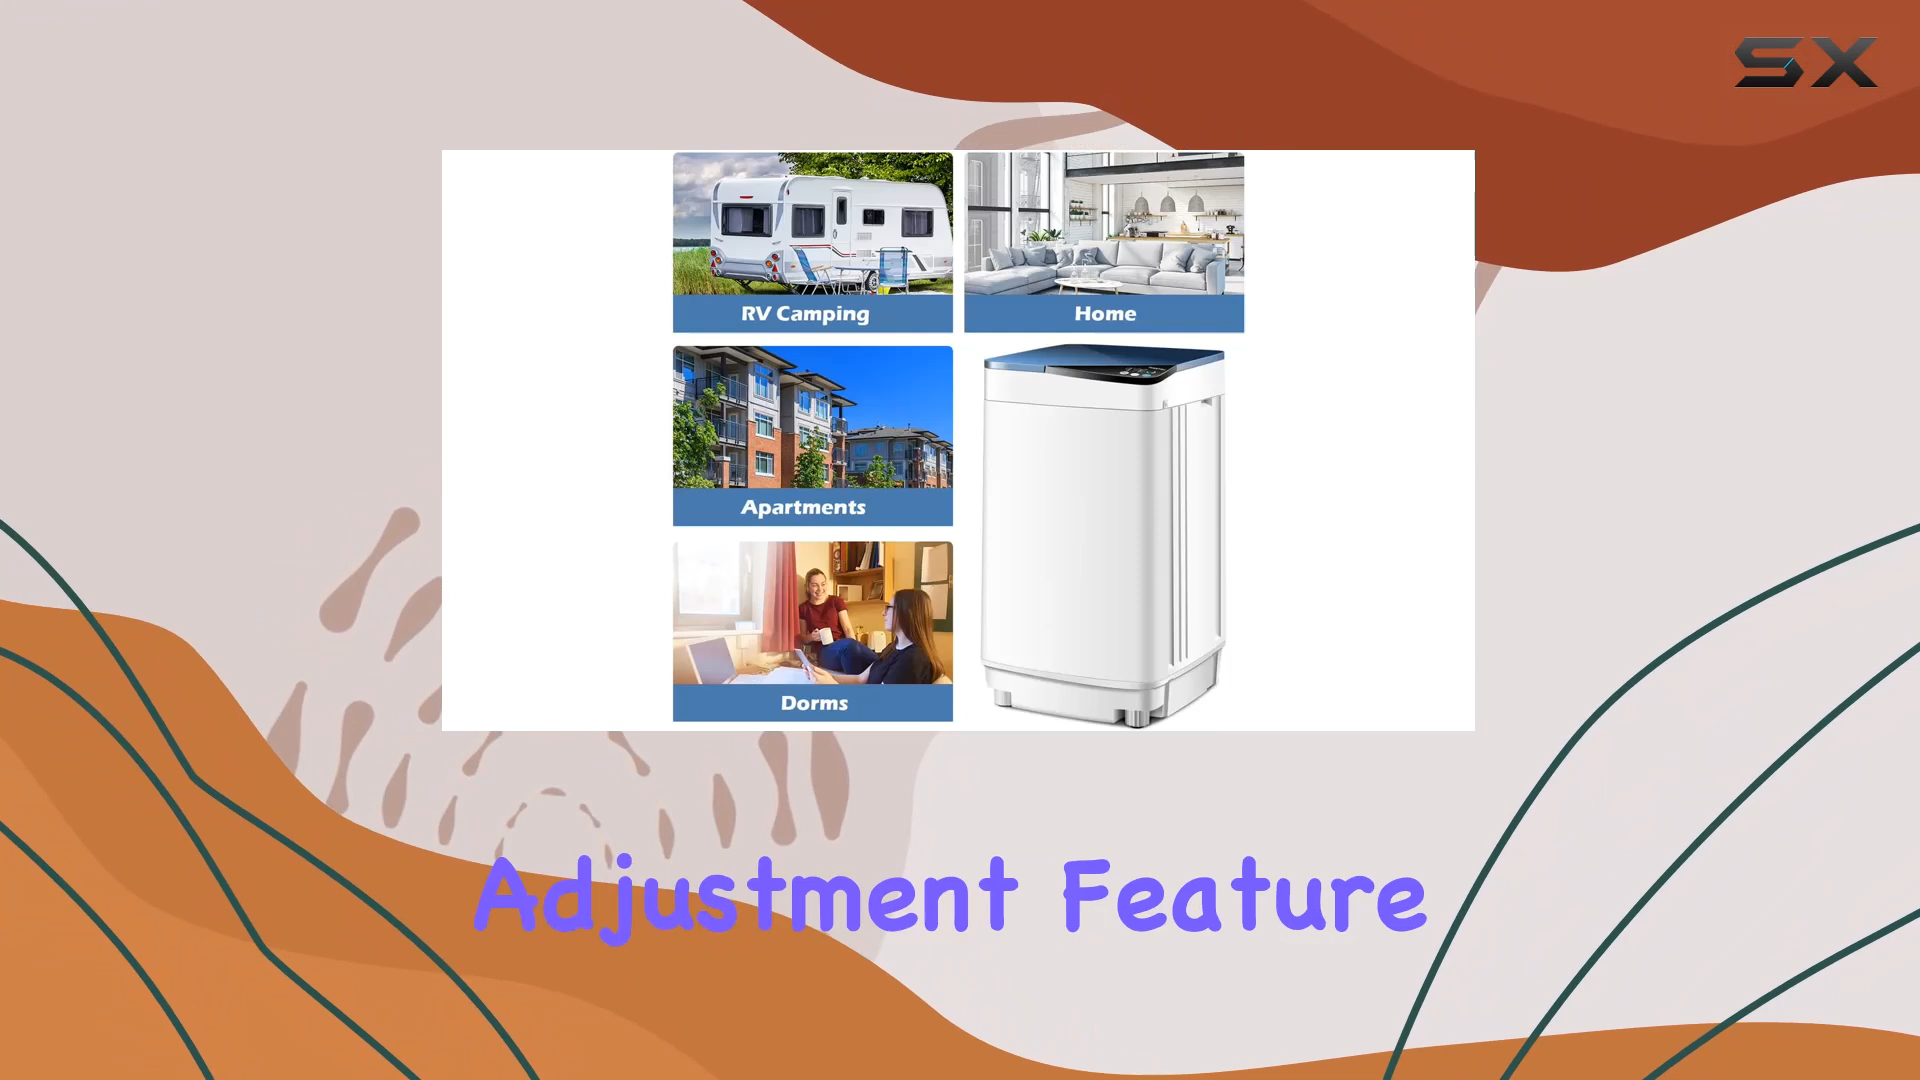 SX
RV Camping
Home
Apartments
Dorms
Adjustment Feature